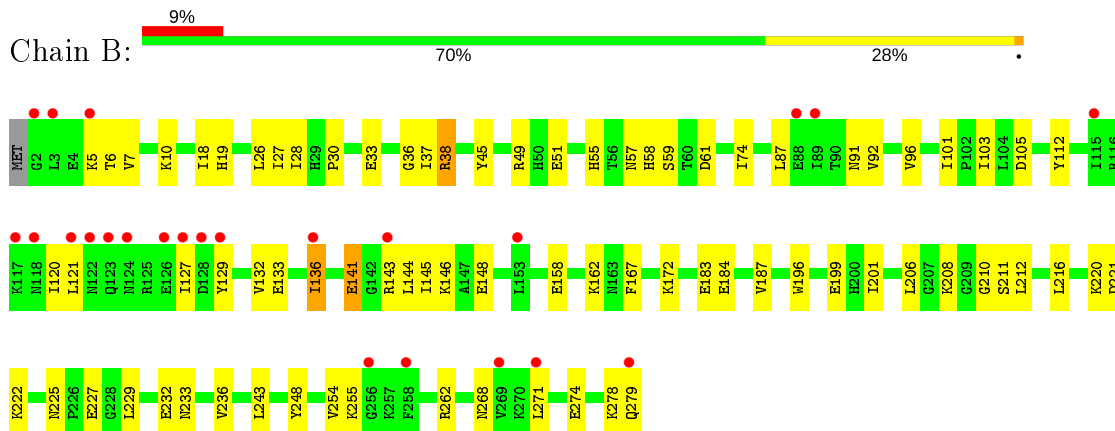 9%
Chain B:
70% 28% •
MET G2 L3 E4 K5 T6 V7 K10 I18 H19 L26 I27 I28 H29 P30 E33 G36 I37 R38 Y45 R49 H50 E51 H55 T56 N57 H58 S59 T60 D61 I74 L87 E88 I89 T90 N91 V92 V96 I101 P102 I103 L104 D105 Y112 I115 R116
K117 N118 I120 L121 N122 Q123 N124 R125 E126 I127 D128 Y129 V132 E133 I136 E141 G142 R143 L144 I145 K146 A147 E148 L153 E158 K162 N163 F167 K172 E183 E184 V187 W196 E199 H200 I201 L206 G207 K208 G209 G210 S211 L212 L216 K220 D221
K222 N225 P226 E227 G228 L229 E232 N233 V236 L243 Y248 V254 K255 G256 K257 F258 R262 N268 V269 K270 L271 E274 K278 Q279